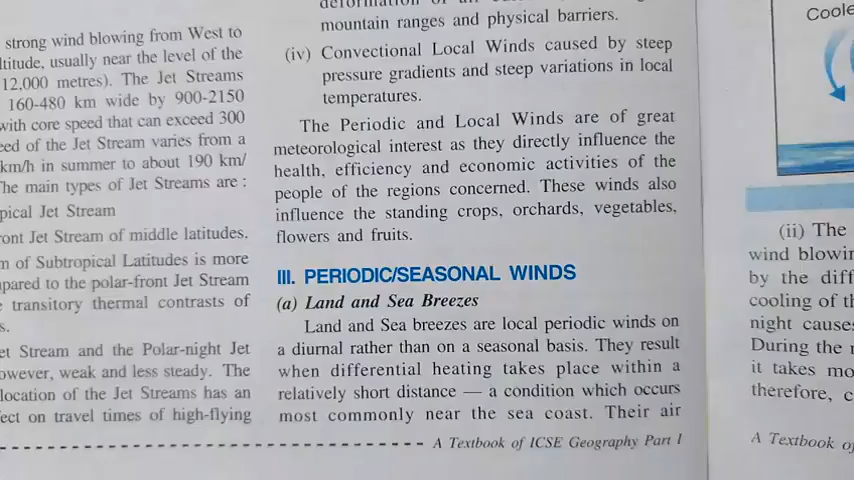 strong wind blowing from West to
ltitude, usually near the level of the
12,000 metres). The Jet Streams
160-480 km wide by 900-2150
with core speed that can exceed 300
eed of the Jet Stream varies from a
km/h in summer to about 190 km/
The main types of Jet Streams are :
pical Jet Stream
ront Jet Stream of middle latitudes.
m of Subtropical Latitudes is more
pared to the polar-front Jet Stream
e transitory thermal contrasts of
s.
et Stream and the Polar-night Jet
owever, weak and less steady. The
location of the Jet Streams has an
fect on travel times of high-flying
mountain ranges and physical barriers.
(iv) Convectional Local Winds caused by steep
pressure gradients and steep variations in local
temperatures.
The Periodic and Local Winds are of great
meteorological interest as they directly influence the
health, efficiency and economic activities of the
people of the regions concerned. These winds also
influence the standing crops, orchards, vegetables,
flowers and fruits.
III. PERIODIC/SEASONAL WINDS
(a) Land and Sea Breezes
Land and Sea breezes are local periodic winds on
a diurnal rather than on a seasonal basis. They result
when differential heating takes place within a
relatively short distance — a condition which occurs
most commonly near the sea coast. Their air
A Textbook of ICSE Geography Part I
Coole
(ii) The
wind blowin
by the diff
cooling of th
night causes
During the
it takes mo
therefore, c
A Textbook of